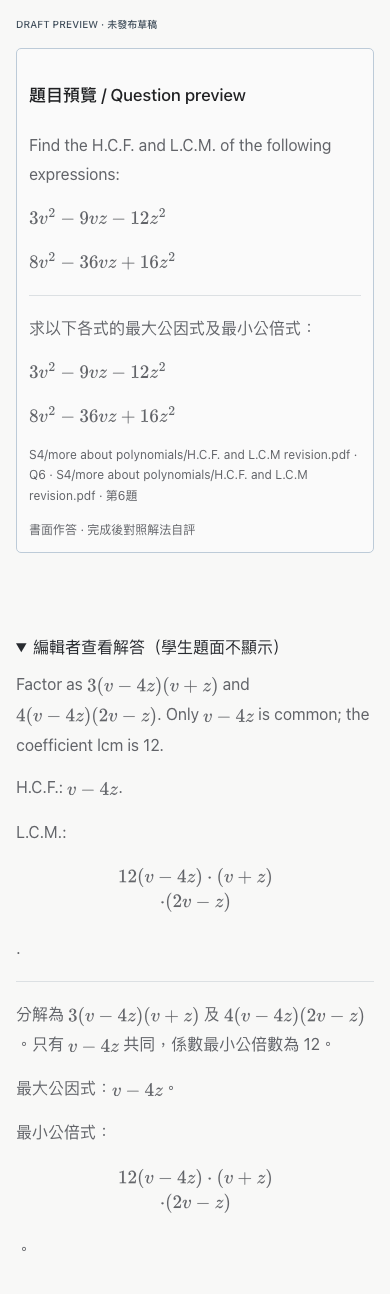 DRAFT PREVIEW · 未發布草稿
題目預覽 / Question preview
Find the H.C.F. and L.C.M. of the following
expressions:
3v² − 9vz − 12z²
8v² − 36vz + 16z²
求以下各式的最大公因式及最小公倍式：
3v² − 9vz − 12z²
8v² − 36vz + 16z²
S4/more about polynomials/H.C.F. and L.C.M revision.pdf ·
Q6 · S4/more about polynomials/H.C.F. and L.C.M
revision.pdf · 第6題
書面作答 · 完成後對照解法自評
▼ 編輯者查看解答（學生題面不顯示）
Factor as 3(v − 4z)(v + z) and
4(v − 4z)(2v − z). Only v − 4z is common; the
coefficient lcm is 12.
H.C.F.: v − 4z.
L.C.M.:
12(v − 4z) · (v + z)
·(2v − z)
.
分解為 3(v − 4z)(v + z) 及 4(v − 4z)(2v − z)
。只有 v − 4z 共同，係數最小公倍數為 12。
最大公因式：v − 4z。
最小公倍式：
12(v − 4z) · (v + z)
·(2v − z)
。